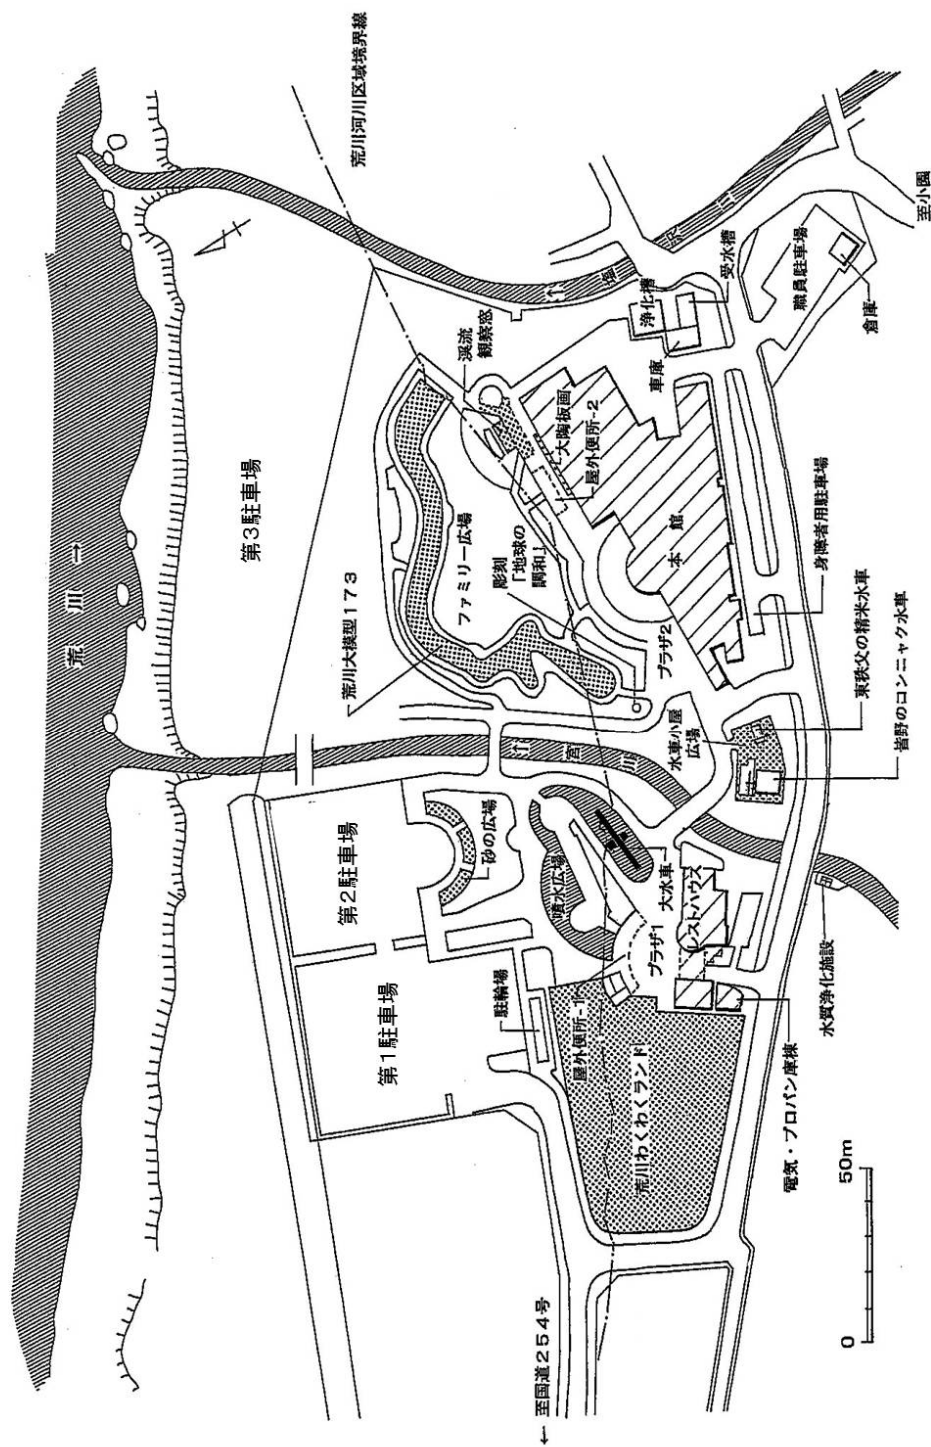 荒川→
荒川河川区域境界線
第3駐車場
荒川大模型173
ファミリー広場
渓流
観察窓
彫刻
「地球の
調和」
大陶板画
屋外便所-2
本館
プラザ2
浄化槽
受水槽
車庫
職員駐車場
倉庫
至小園
身障者用駐車場
東秩父の精米水車
皆野のコンニャク水車
水車小屋
広場
宮川
塩沢川
第2駐車場
砂の広場
噴水広場
大水車
第1駐車場
駐輪場
屋外便所-1
プラザ1
レストハウス
荒川わくわくランド
水質浄化施設
電気・プロパン庫棟
←至国道254号
0
50m